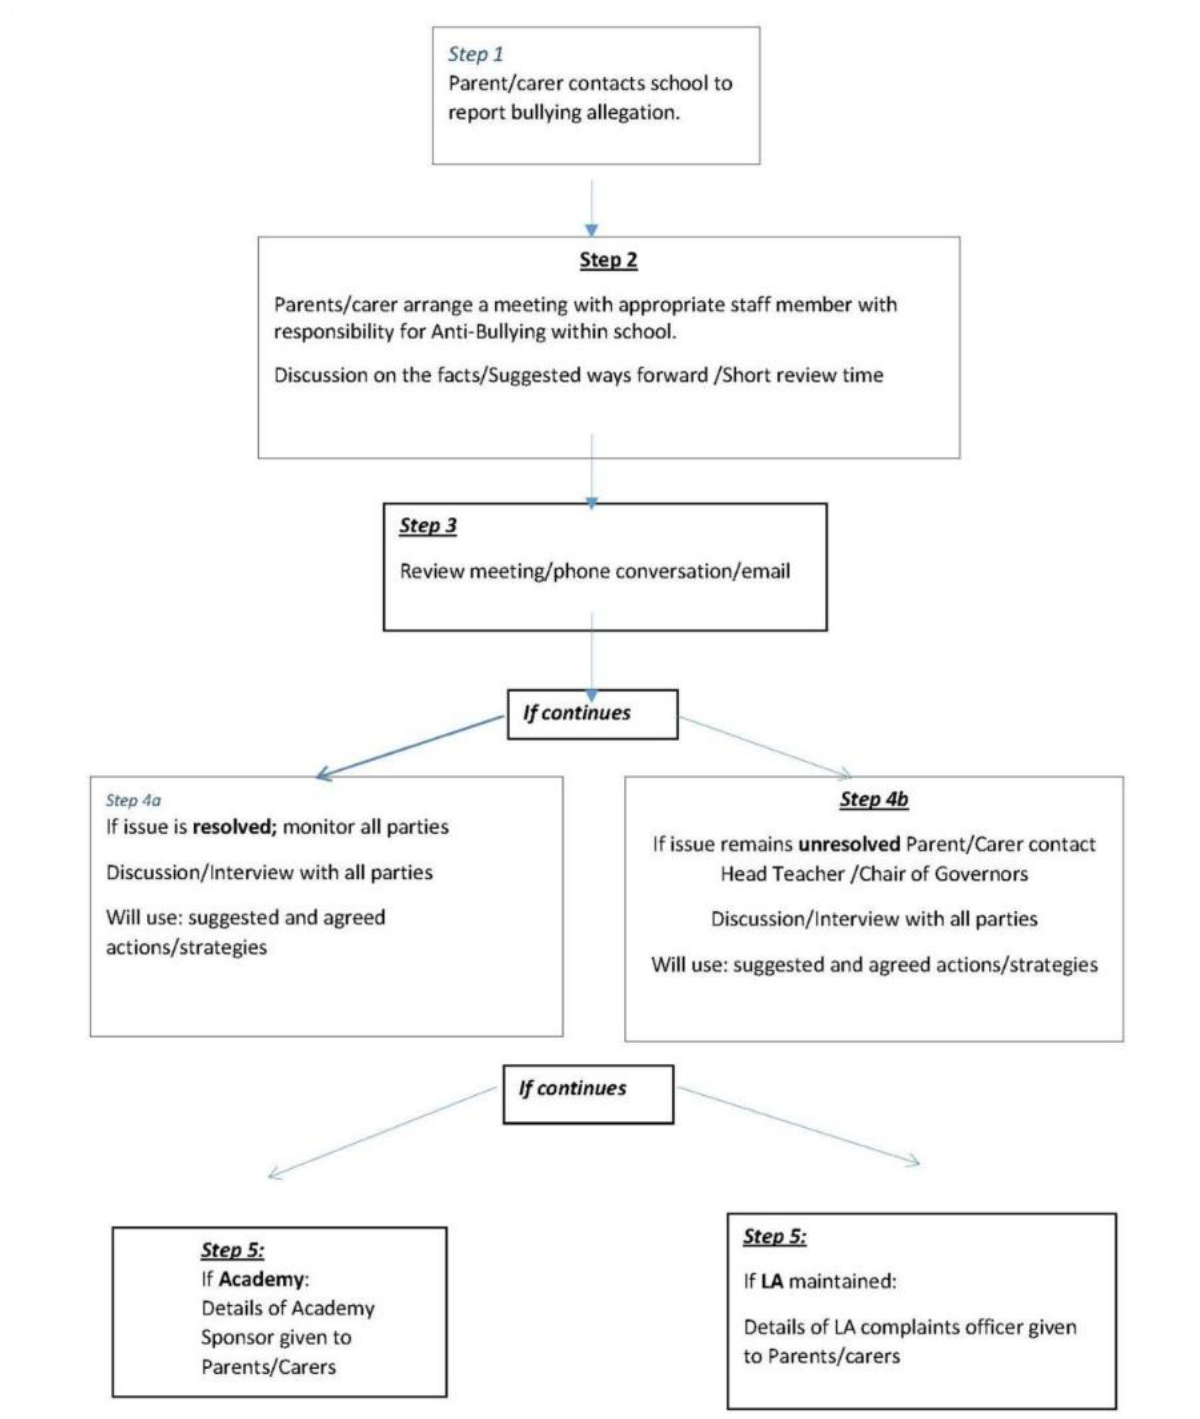 Step 1
Parent/carer contacts school to
report bullying allegation.
Step 2
Parents/carer arrange a meeting with appropriate staff member with
responsibility for Anti-Bullying within school.
Discussion on the facts/Suggested ways forward /Short review time
Step 3
Review meeting/phone conversation/email
If continues
Step 4a
If issue is resolved; monitor all parties
Discussion/Interview with all parties
Will use: suggested and agreed
actions/strategies
Step 4b
If issue remains unresolved Parent/Carer contact
Head Teacher /Chair of Governors
Discussion/Interview with all parties
Will use: suggested and agreed actions/strategies
If continues
Step 5:
If Academy:
Details of Academy
Sponsor given to
Parents/Carers
Step 5:
If LA maintained:
Details of LA complaints officer given
to Parents/carers